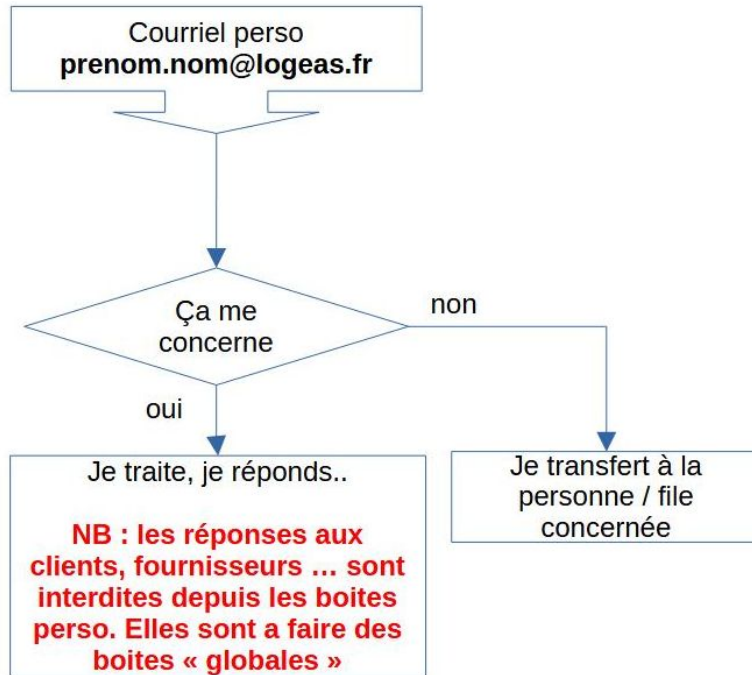 Courriel perso
prenom.nom@logeas.fr
Ça me
concerne
non
oui
Je traite, je réponds..
NB : les réponses aux
clients, fournisseurs … sont
interdites depuis les boites
perso. Elles sont a faire des
boites « globales »
Je transfert à la
personne / file
concernée